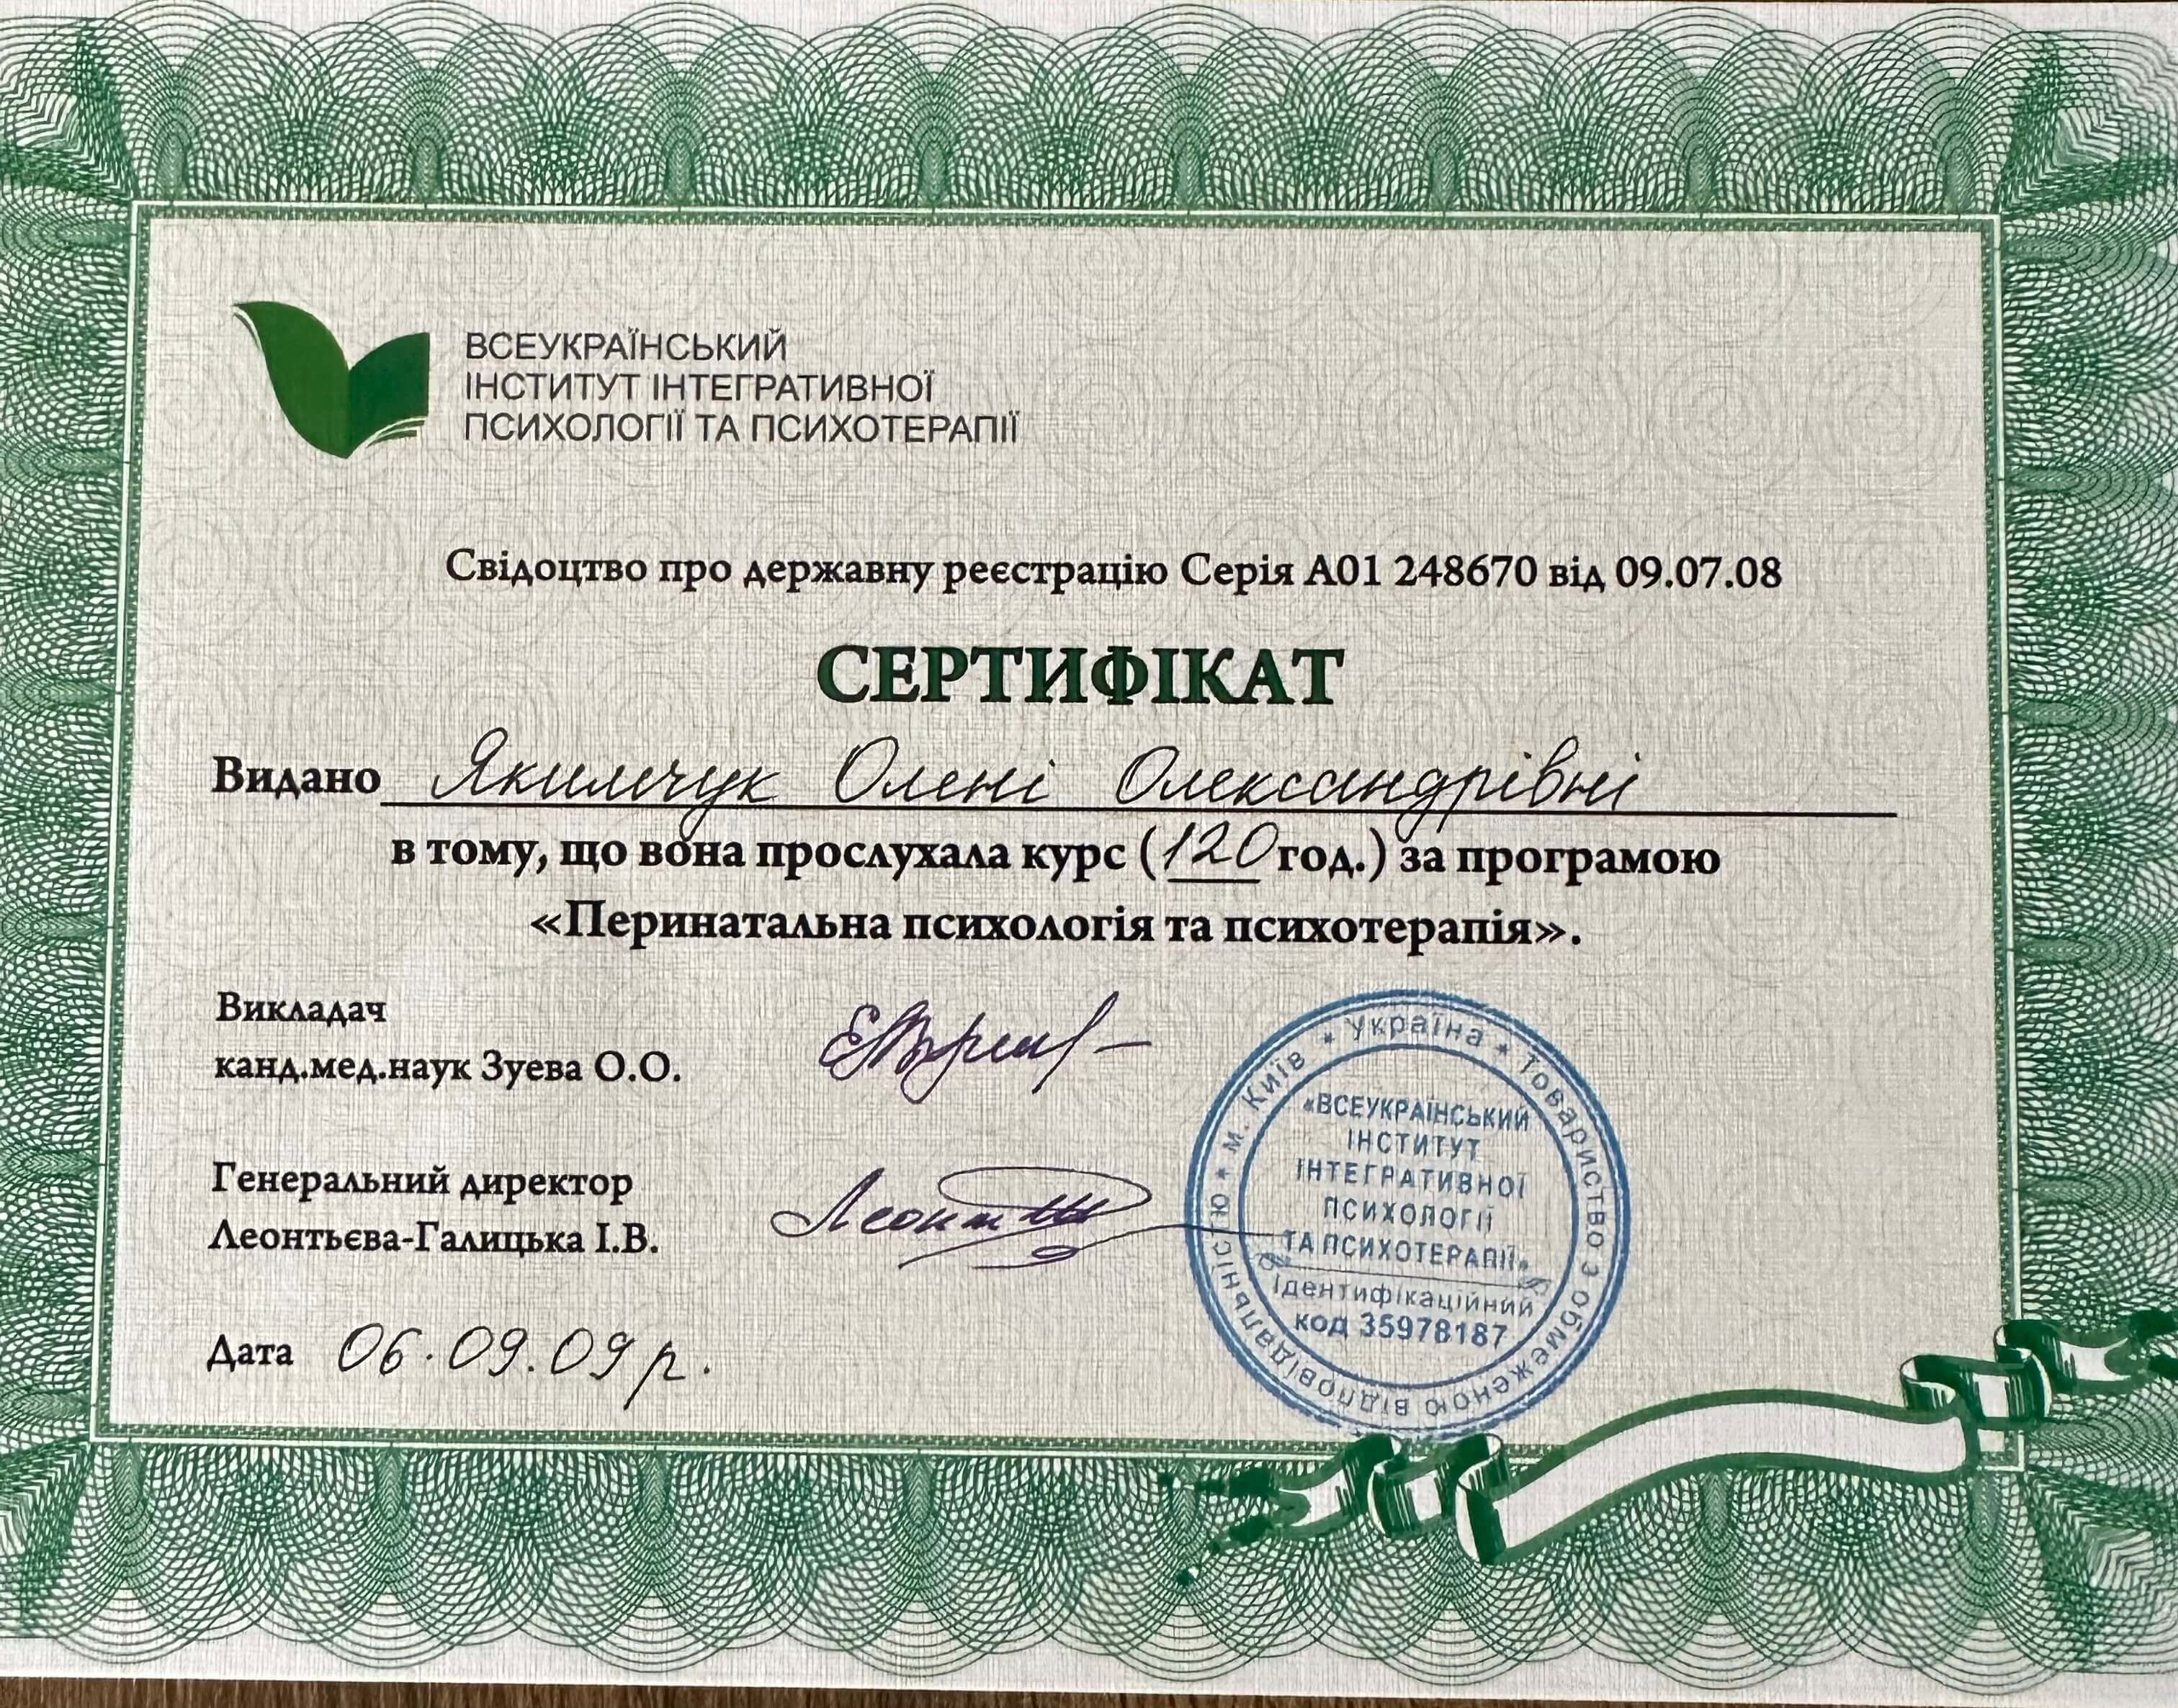 ВСЕУКРАЇНСЬКИЙ
ІНСТИТУТ ІНТЕГРАТИВНОЇ
ПСИХОЛОГІЇ ТА ПСИХОТЕРАПІЇ
Свідоцтво про державну реєстрацію Серія А01 248670 від 09.07.08
СЕРТИФІКАТ
Видано Якимчук Олені Олександрівні
в тому, що вона прослухала курс (120 год.) за програмою
«Перинатальна психологія та психотерапія».
Викладач
канд.мед.наук Зуева О.О.
Генеральний директор
Леонтьєва-Галицька І.В.
Дата 06.09.09 р.
* Україна * Товариство з обмеженою відповідальністю * м. Київ
«ВСЕУКРАЇНСЬКИЙ
ІНСТИТУТ
ІНТЕГРАТИВНОЇ
ПСИХОЛОГІЇ
ТА ПСИХОТЕРАПІЇ»
Ідентифікаційний
код 35978187